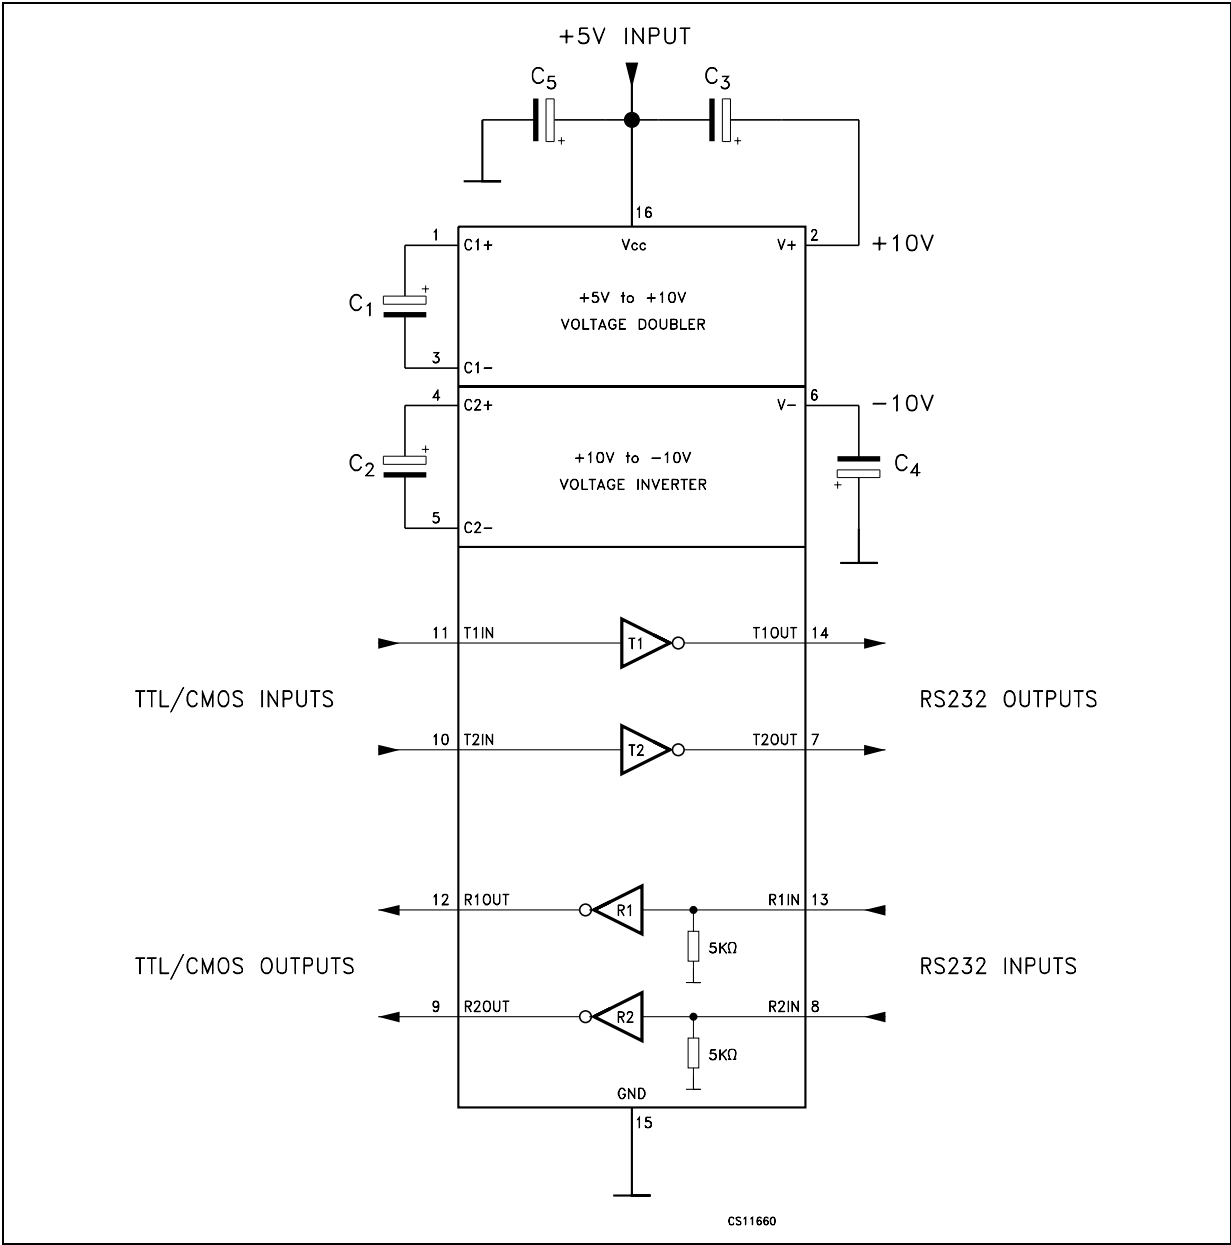 +5V INPUT
C5
C3
+
+
16
1
C1+
Vcc
V+
2
+10V
C1
+
+5V to +10V
VOLTAGE DOUBLER
3
C1-
4
C2+
V-
6
-10V
C2
+
+10V to -10V
VOLTAGE INVERTER
C4
+
5
C2-
11
T1IN
T1
T1OUT
14
TTL/CMOS INPUTS
RS232 OUTPUTS
10
T2IN
T2
T2OUT
7
12
R1OUT
R1
R1IN
13
5KΩ
TTL/CMOS OUTPUTS
RS232 INPUTS
9
R2OUT
R2
R2IN
8
5KΩ
GND
15
CS11660